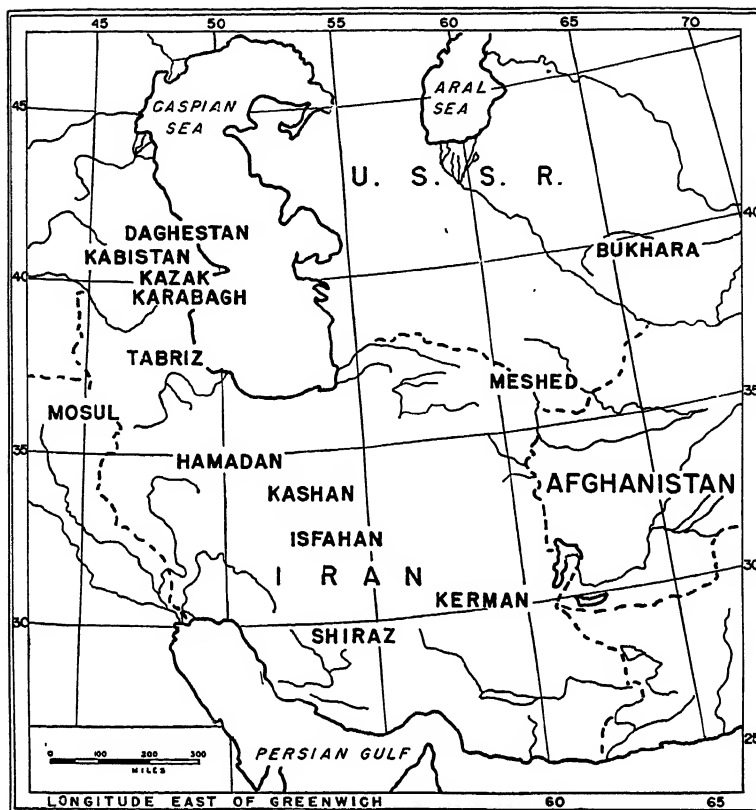 45 50 55 60 65 70
45
CASPIAN
SEA
ARAL
SEA
U. S. S. R.
40
DAGHESTAN
KABISTAN
BUKHARA
40
KAZAK
KARABAGH
TABRIZ
MESHED
35
MOSUL
35
HAMADAN
KASHAN
AFGHANISTAN
ISFAHAN
IRAN
30
KERMAN
30
SHIRAZ
25
0 100 200 300
MILES
PERSIAN GULF
LONGITUDE EAST OF GREENWICH 60 65